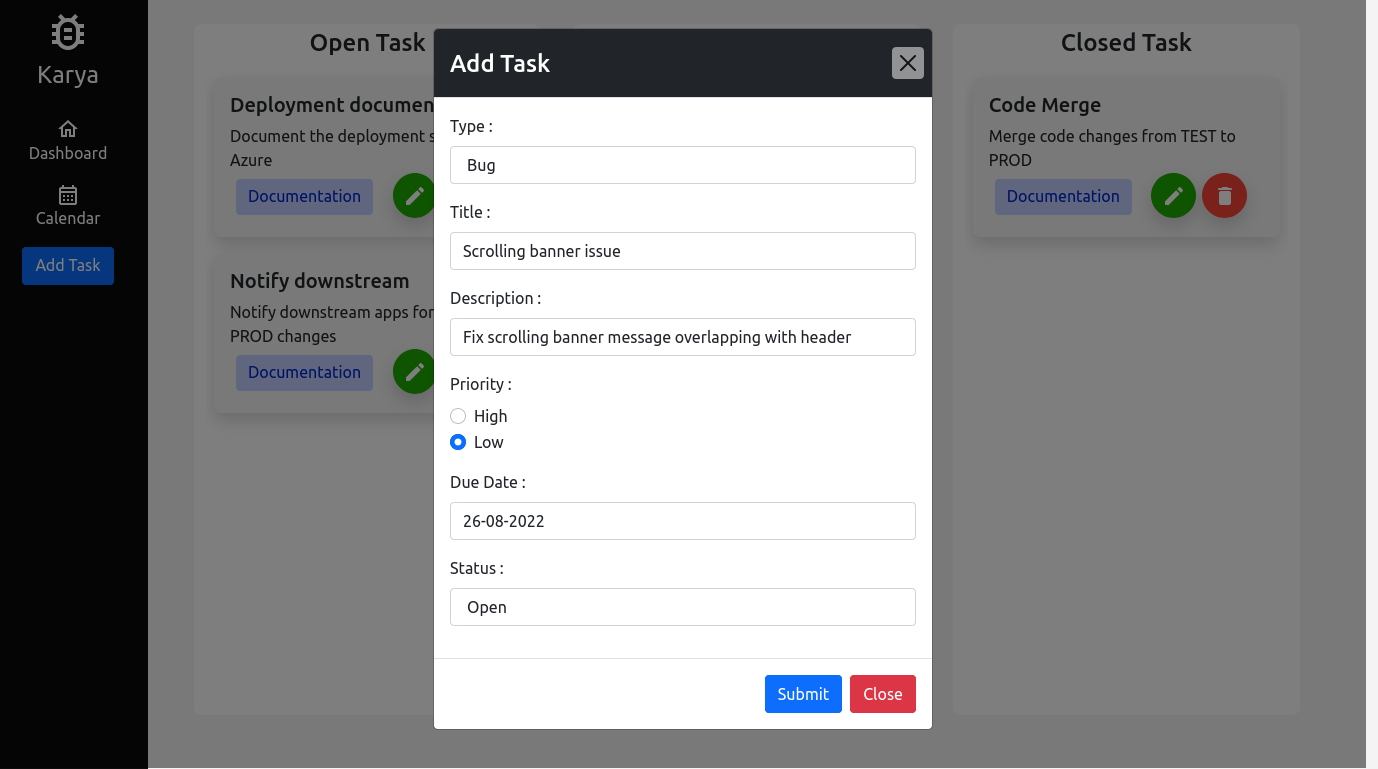 Karya
Dashboard
Calendar
Add Task
Open Task
Deployment documen
Document the deployment s
Azure
Documentation
Notify downstream
Notify downstream apps for
PROD changes
Documentation
Add Task
Type :
Bug
Title :
Scrolling banner issue
Description :
Fix scrolling banner message overlapping with header
Priority :
High
Low
Due Date :
26-08-2022
Status :
Open
Submit Close
Closed Task
Code Merge
Merge code changes from TEST to
PROD
Documentation